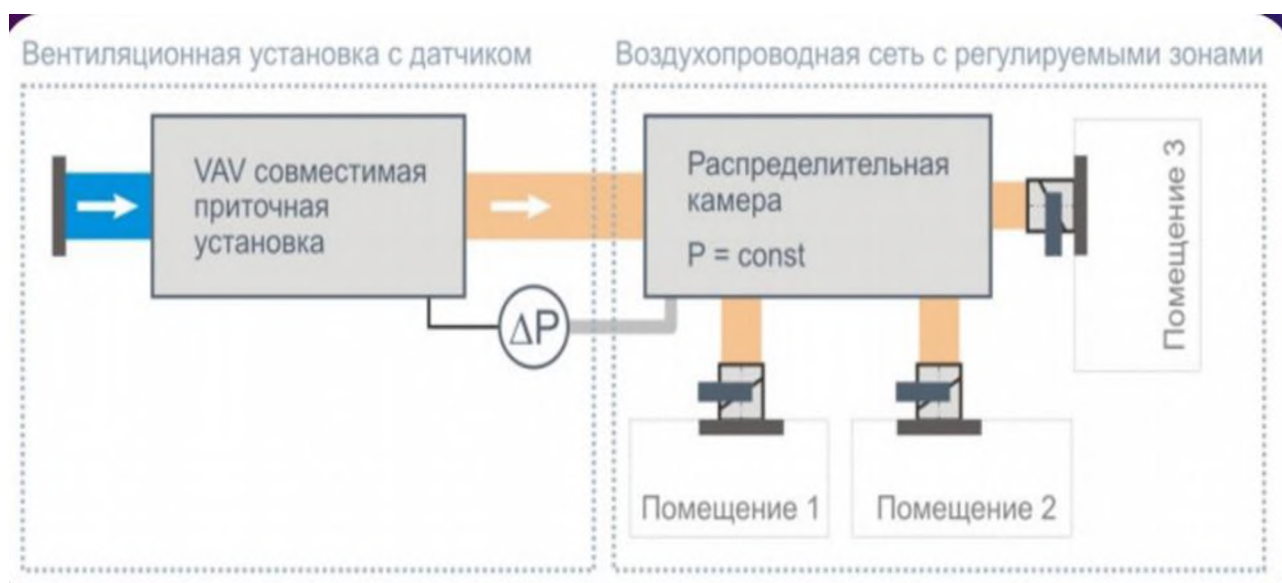 Вентиляционная установка с датчиком
Воздухопроводная сеть с регулируемыми зонами
VAV совместимая
приточная
установка
Распределительная
камера
P = const
ΔP
Помещение 3
Помещение 1
Помещение 2